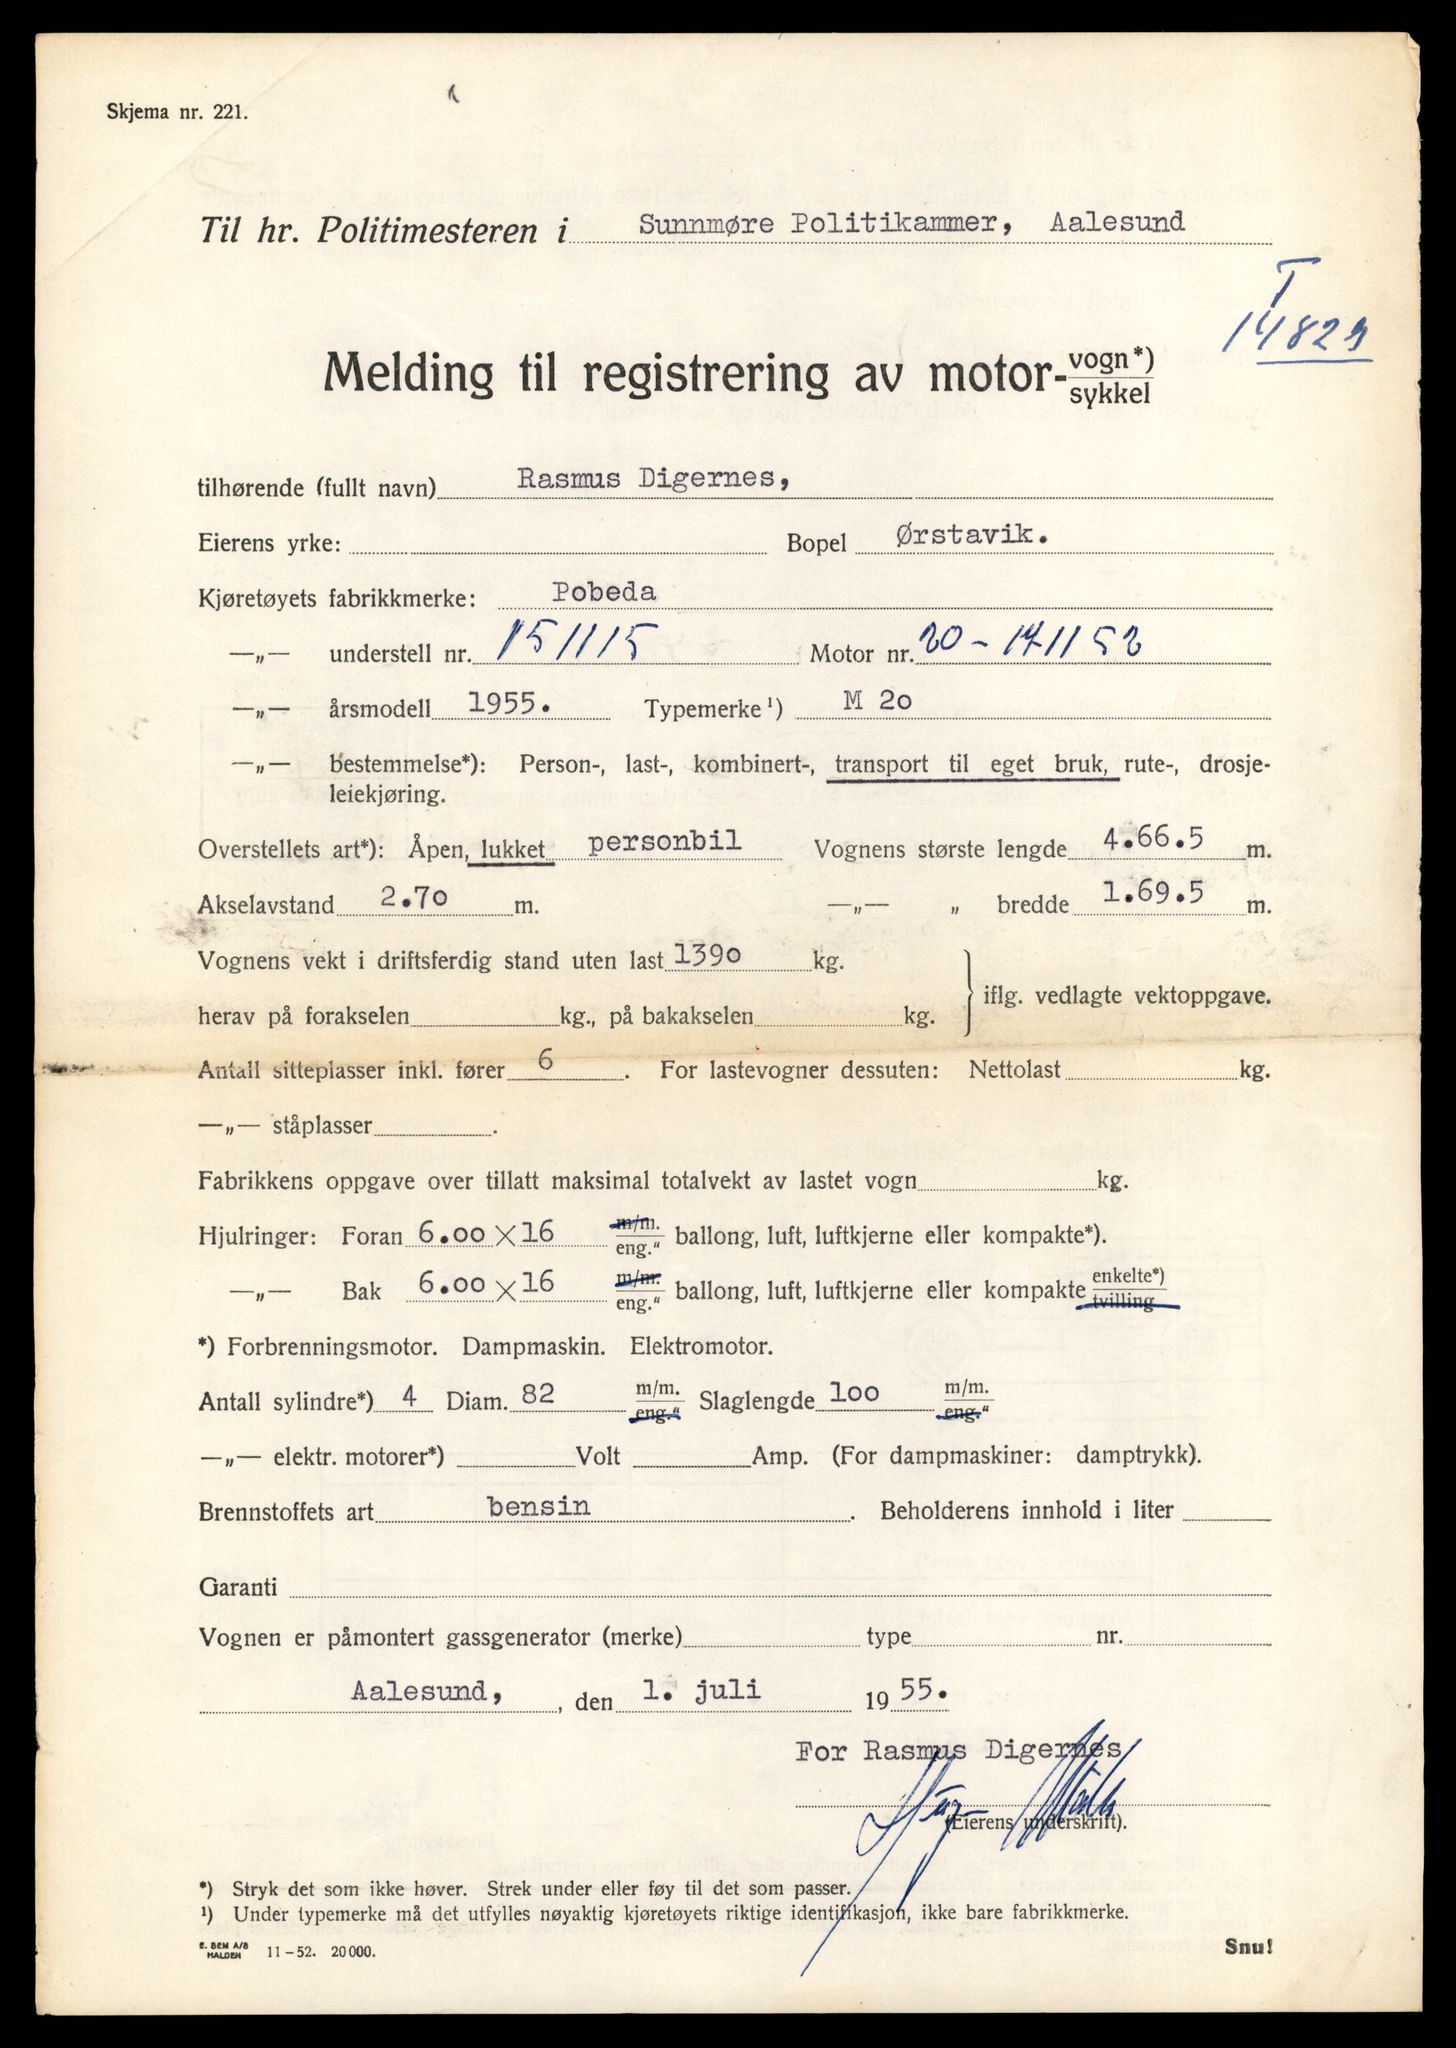 Skjema nr. 221.
Til hr. Politimesteren i Sunnmøre Politikammer, Aalesund
T
14829
Melding til registrering av motor-vogn*)
sykkel
tilhørende (fullt navn) Rasmus Digernes,
Eierens yrke: Bopel Ørstavik.
Kjøretøyets fabrikkmerke: Pobeda
—„— understell nr. 151115 Motor nr. 20-171152
—„— årsmodell 1955. Typemerke ¹) M 2o
—„— bestemmelse*): Person-, last-, kombinert-, transport til eget bruk, rute-, drosje-
leiekjøring.
Overstellets art*): Åpen, lukket personbil Vognens største lengde 4.66.5 m.
Akselavstand 2.7o m. —„— „ bredde 1.69.5 m.
Vognens vekt i driftsferdig stand uten last 139o kg.
iflg. vedlagte vektoppgave.
herav på forakselen kg., på bakakselen kg.
Antall sitteplasser inkl. fører 6 . For lastevogner dessuten: Nettolast kg.
—„— ståplasser .
Fabrikkens oppgave over tillatt maksimal totalvekt av lastet vogn kg.
Hjulringer: Foran 6.oo X 16 m/m. eng.“ ballong, luft, luftkjerne eller kompakte*).
—„— Bak 6.oo X 16 m/m. eng.“ ballong, luft, luftkjerne eller kompakte enkelte*) tvilling
*) Forbrenningsmotor. Dampmaskin. Elektromotor.
Antall sylindre*) 4 Diam. 82 m/m. eng.“ Slaglengde loo m/m. eng.“
—„— elektr. motorer*) Volt Amp. (For dampmaskiner: damptrykk).
Brennstoffets art bensin . Beholderens innhold i liter
Garanti
Vognen er påmontert gassgenerator (merke) type nr.
Aalesund, , den 1. juli 1955.
For Rasmus Digernes
(Eierens underskrift).
*) Stryk det som ikke høver. Strek under eller føy til det som passer.
¹) Under typemerke må det utfylles nøyaktig kjøretøyets riktige identifikasjon, ikke bare fabrikkmerke.
E. SEM A/S
HALDEN 11-52. 20 000.
Snu!